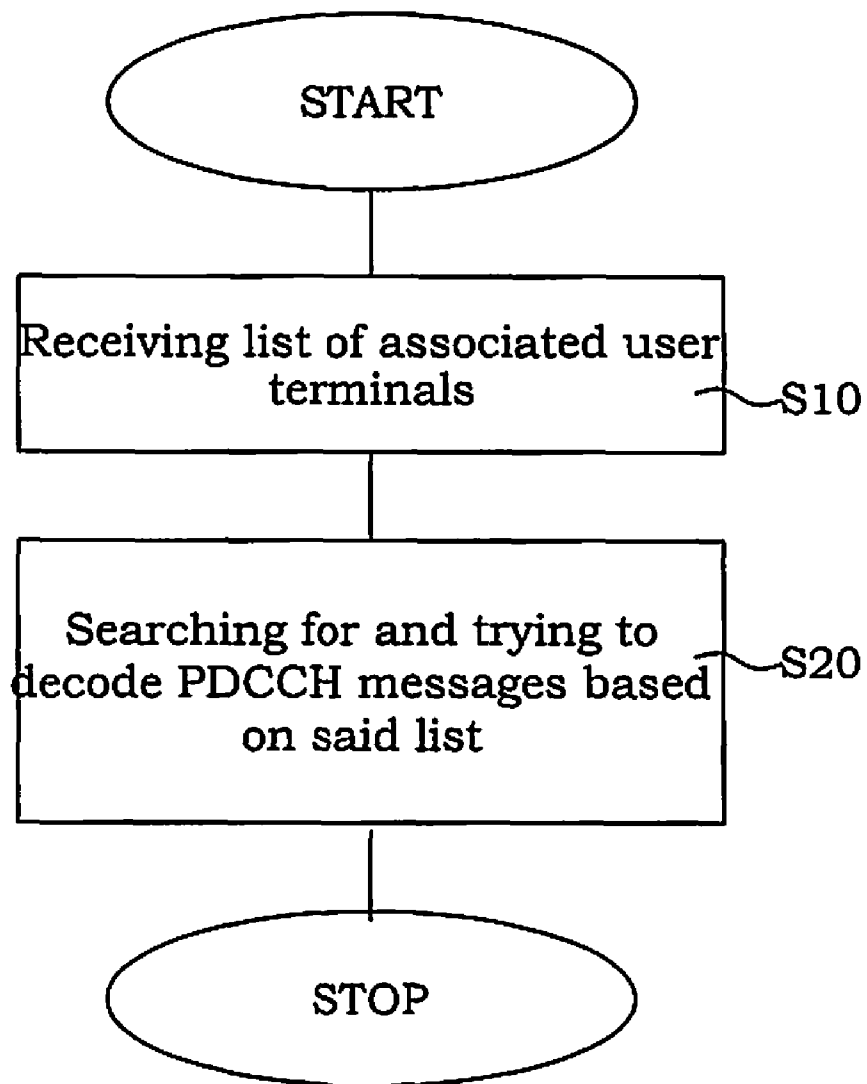 START
Receiving list of associated user
terminals
S10
Searching for and trying to
decode PDCCH messages based
on said list
S20
STOP